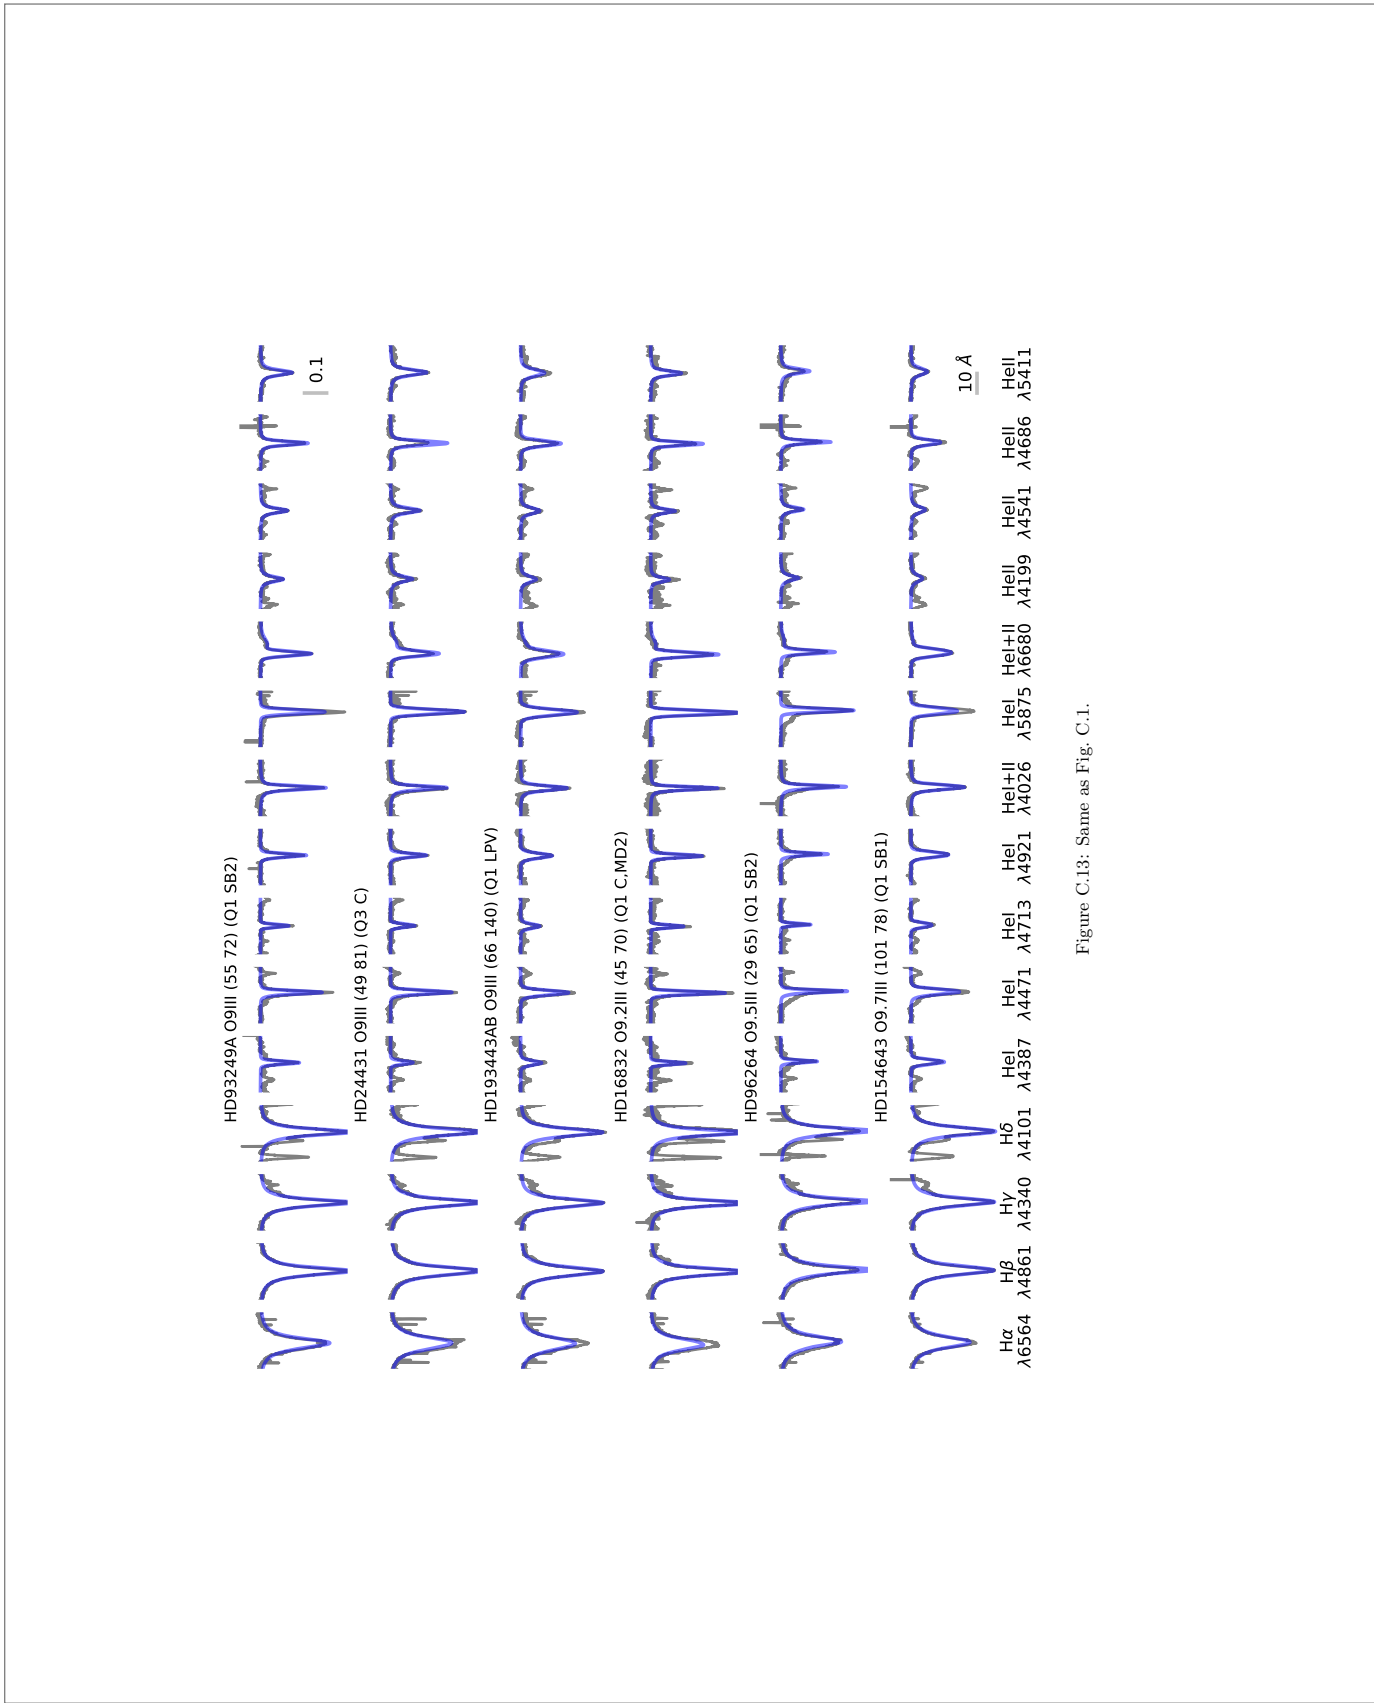 HD93249A O9III (55 72) (Q1 SB2)
0.1
HD24431 O9III (49 81) (Q3 C)
HD193443AB O9III (66 140) (Q1 LPV)
HD16832 O9.2III (45 70) (Q1 C,MD2)
HD96264 O9.5III (29 65) (Q1 SB2)
HD154643 O9.7III (101 78) (Q1 SB1)
10 Å
Hα
λ6564
Hβ
λ4861
Hγ
λ4340
Hδ
λ4101
HeI
λ4387
HeI
λ4471
HeI
λ4713
HeI
λ4921
HeI+II
λ4026
HeI
λ5875
HeI+II
λ6680
HeII
λ4199
HeII
λ4541
HeII
λ4686
HeII
λ5411
Figure C.13: Same as Fig. C.1.